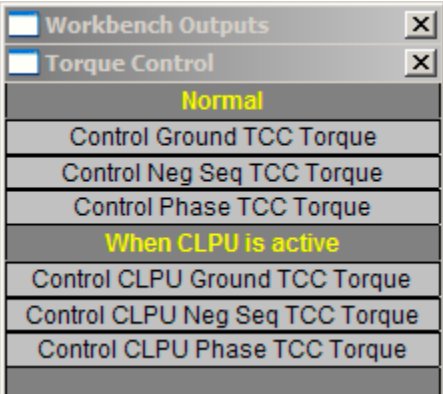 Workbench Outputs
Torque Control
Normal
Control Ground TCC Torque
Control Neg Seq TCC Torque
Control Phase TCC Torque
When CLPU is active
Control CLPU Ground TCC Torque
Control CLPU Neg Seq TCC Torque
Control CLPU Phase TCC Torque